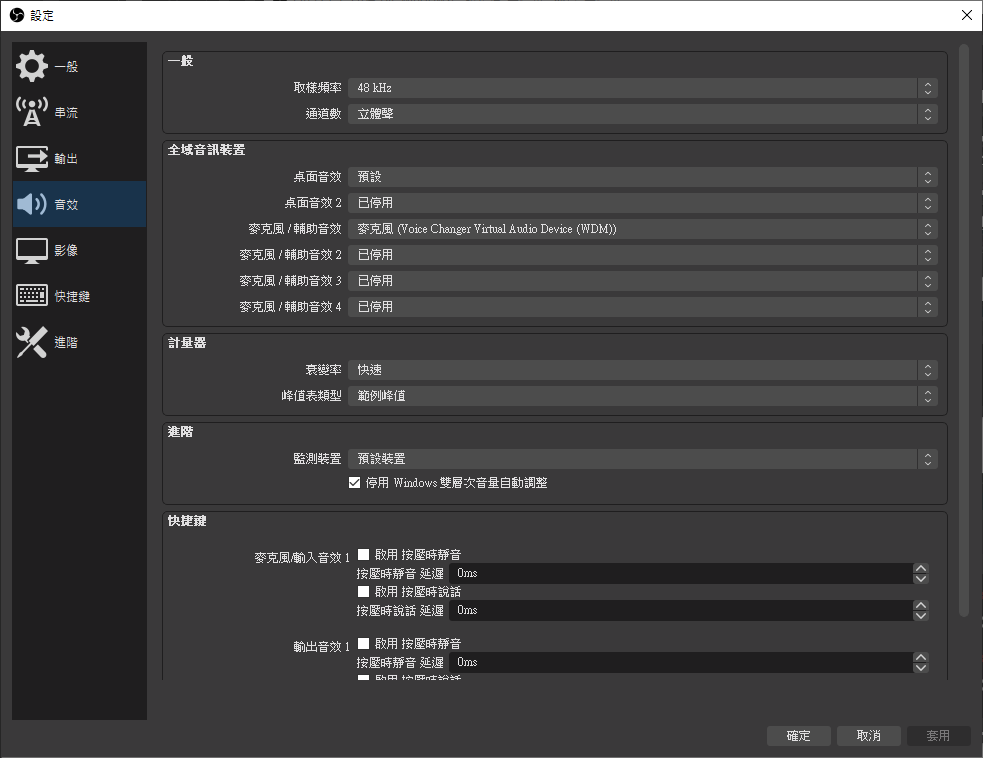 設定
一般
串流
輸出
音效
影像
快捷鍵
進階
一般
取樣頻率 48 kHz
通道數 立體聲
全域音訊裝置
桌面音效 預設
桌面音效 2 已停用
麥克風 / 輔助音效 麥克風 (Voice Changer Virtual Audio Device (WDM))
麥克風 / 輔助音效 2 已停用
麥克風 / 輔助音效 3 已停用
麥克風 / 輔助音效 4 已停用
計量器
衰變率 快速
峰值表類型 範例峰值
進階
監測裝置 預設裝置
停用 Windows 雙層次音量自動調整
快捷鍵
麥克風/輸入音效 1 啟用 按壓時靜音
按壓時靜音 延遲 0ms
啟用 按壓時說話
按壓時說話 延遲 0ms
輸出音效 1 啟用 按壓時靜音
按壓時靜音 延遲 0ms
啟用 按壓時說話
確定 取消 套用